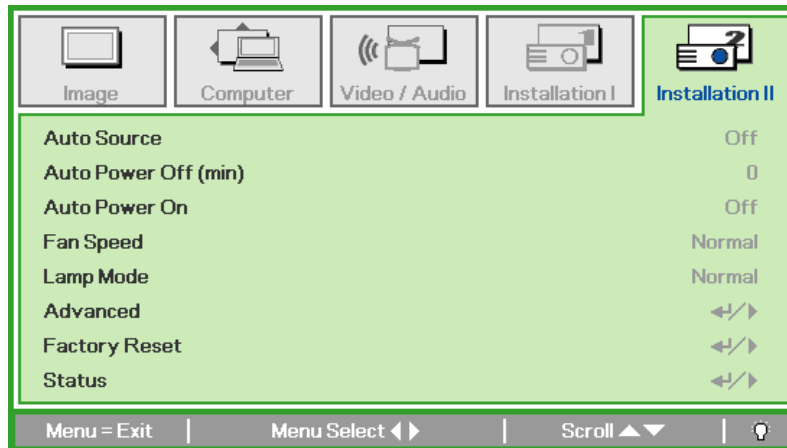 Image Computer Video / Audio Installation I Installation II
Auto Source Off
Auto Power Off (min) 0
Auto Power On Off
Fan Speed Normal
Lamp Mode Normal
Advanced
Factory Reset
Status
Menu = Exit Menu Select Scroll